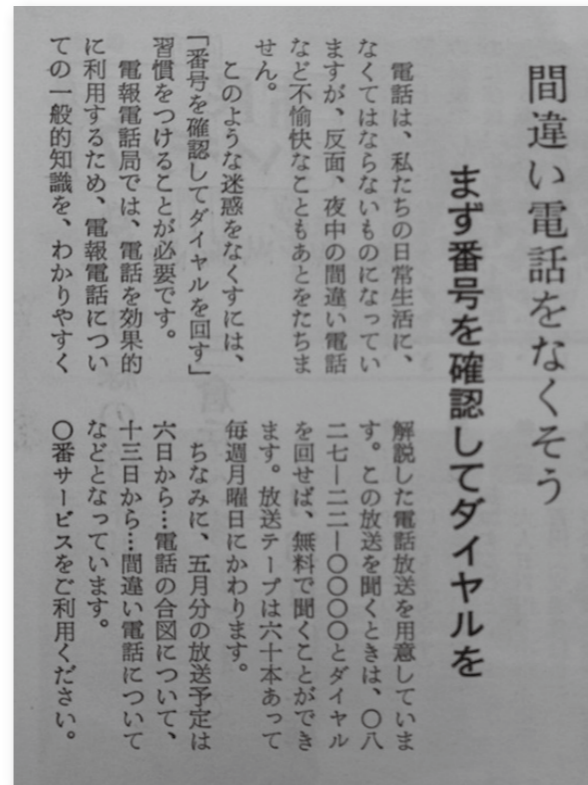 間違い電話をなくそう
まず番号を確認してダイヤルを
電話は、私たちの日常生活に、
なくてはならないものになってい
ますが、反面、夜中の間違い電話
など不愉快なこともあとをたちま
せん。
このような迷惑をなくすには、
「番号を確認してダイヤルを回す」
習慣をつけることが必要です。
電報電話局では、電話を効果的
に利用するため、電報電話につい
ての一般的知識を、わかりやすく
解説した電話放送を用意していま
す。この放送を聞くときは、〇八
二七ー二二ー〇〇〇〇とダイヤル
を回せば、無料で聞くことができ
ます。放送テープは六十本あって
毎週月曜日にかわります。
ちなみに、五月分の放送予定は
六日から…電話の合図について、
十三日から…間違い電話について
などとなっています。
〇番サービスをご利用ください。